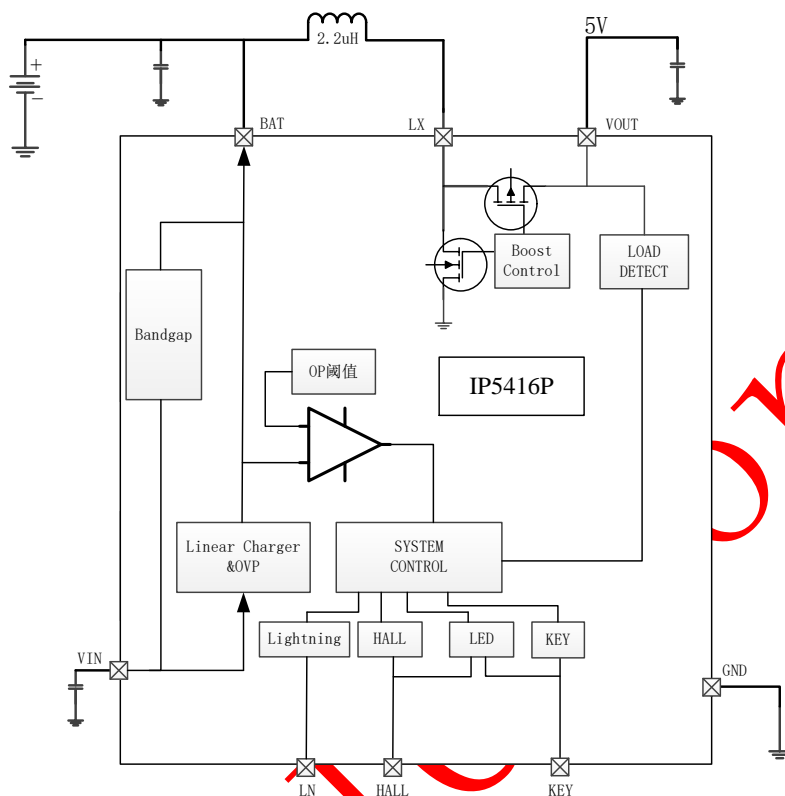 2.2uH
5V
+
-
BAT
LX
VOUT
Boost
Control
LOAD
DETECT
Bandgap
OP阈值
IP5416P
Linear Charger
&OVP
SYSTEM
CONTROL
Lightning
HALL
LED
KEY
VIN
GND
LN
HALL
KEY